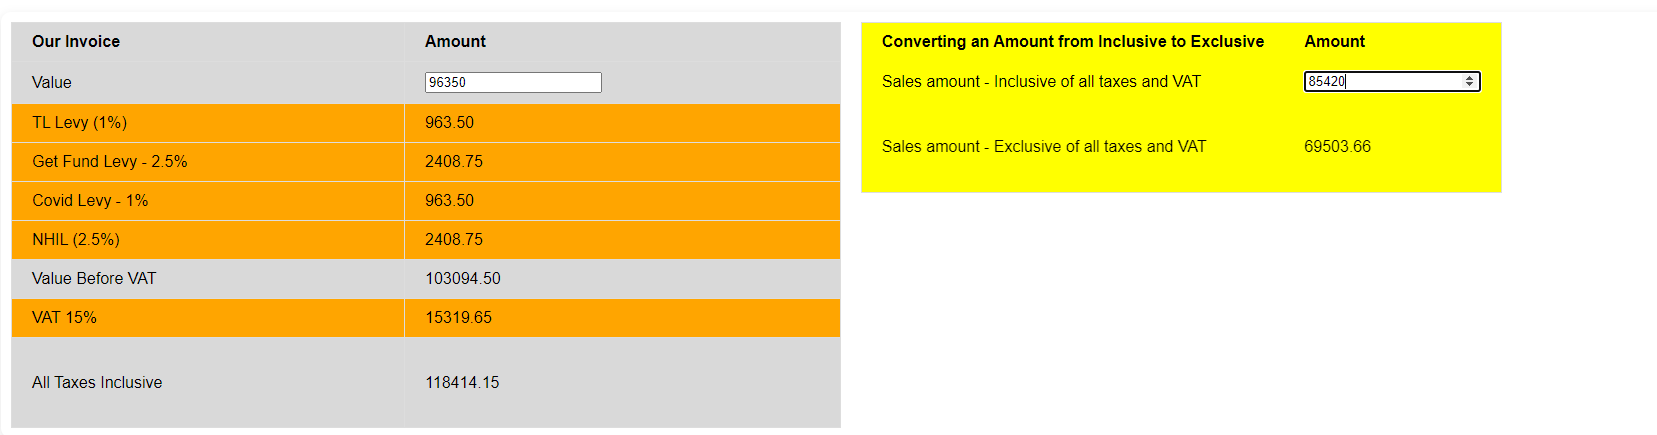 Our Invoice Amount
Value 96350
TL Levy (1%) 963.50
Get Fund Levy - 2.5% 2408.75
Covid Levy - 1% 963.50
NHIL (2.5%) 2408.75
Value Before VAT 103094.50
VAT 15% 15319.65
All Taxes Inclusive 118414.15
Converting an Amount from Inclusive to Exclusive Amount
Sales amount - Inclusive of all taxes and VAT 85420
Sales amount - Exclusive of all taxes and VAT 69503.66